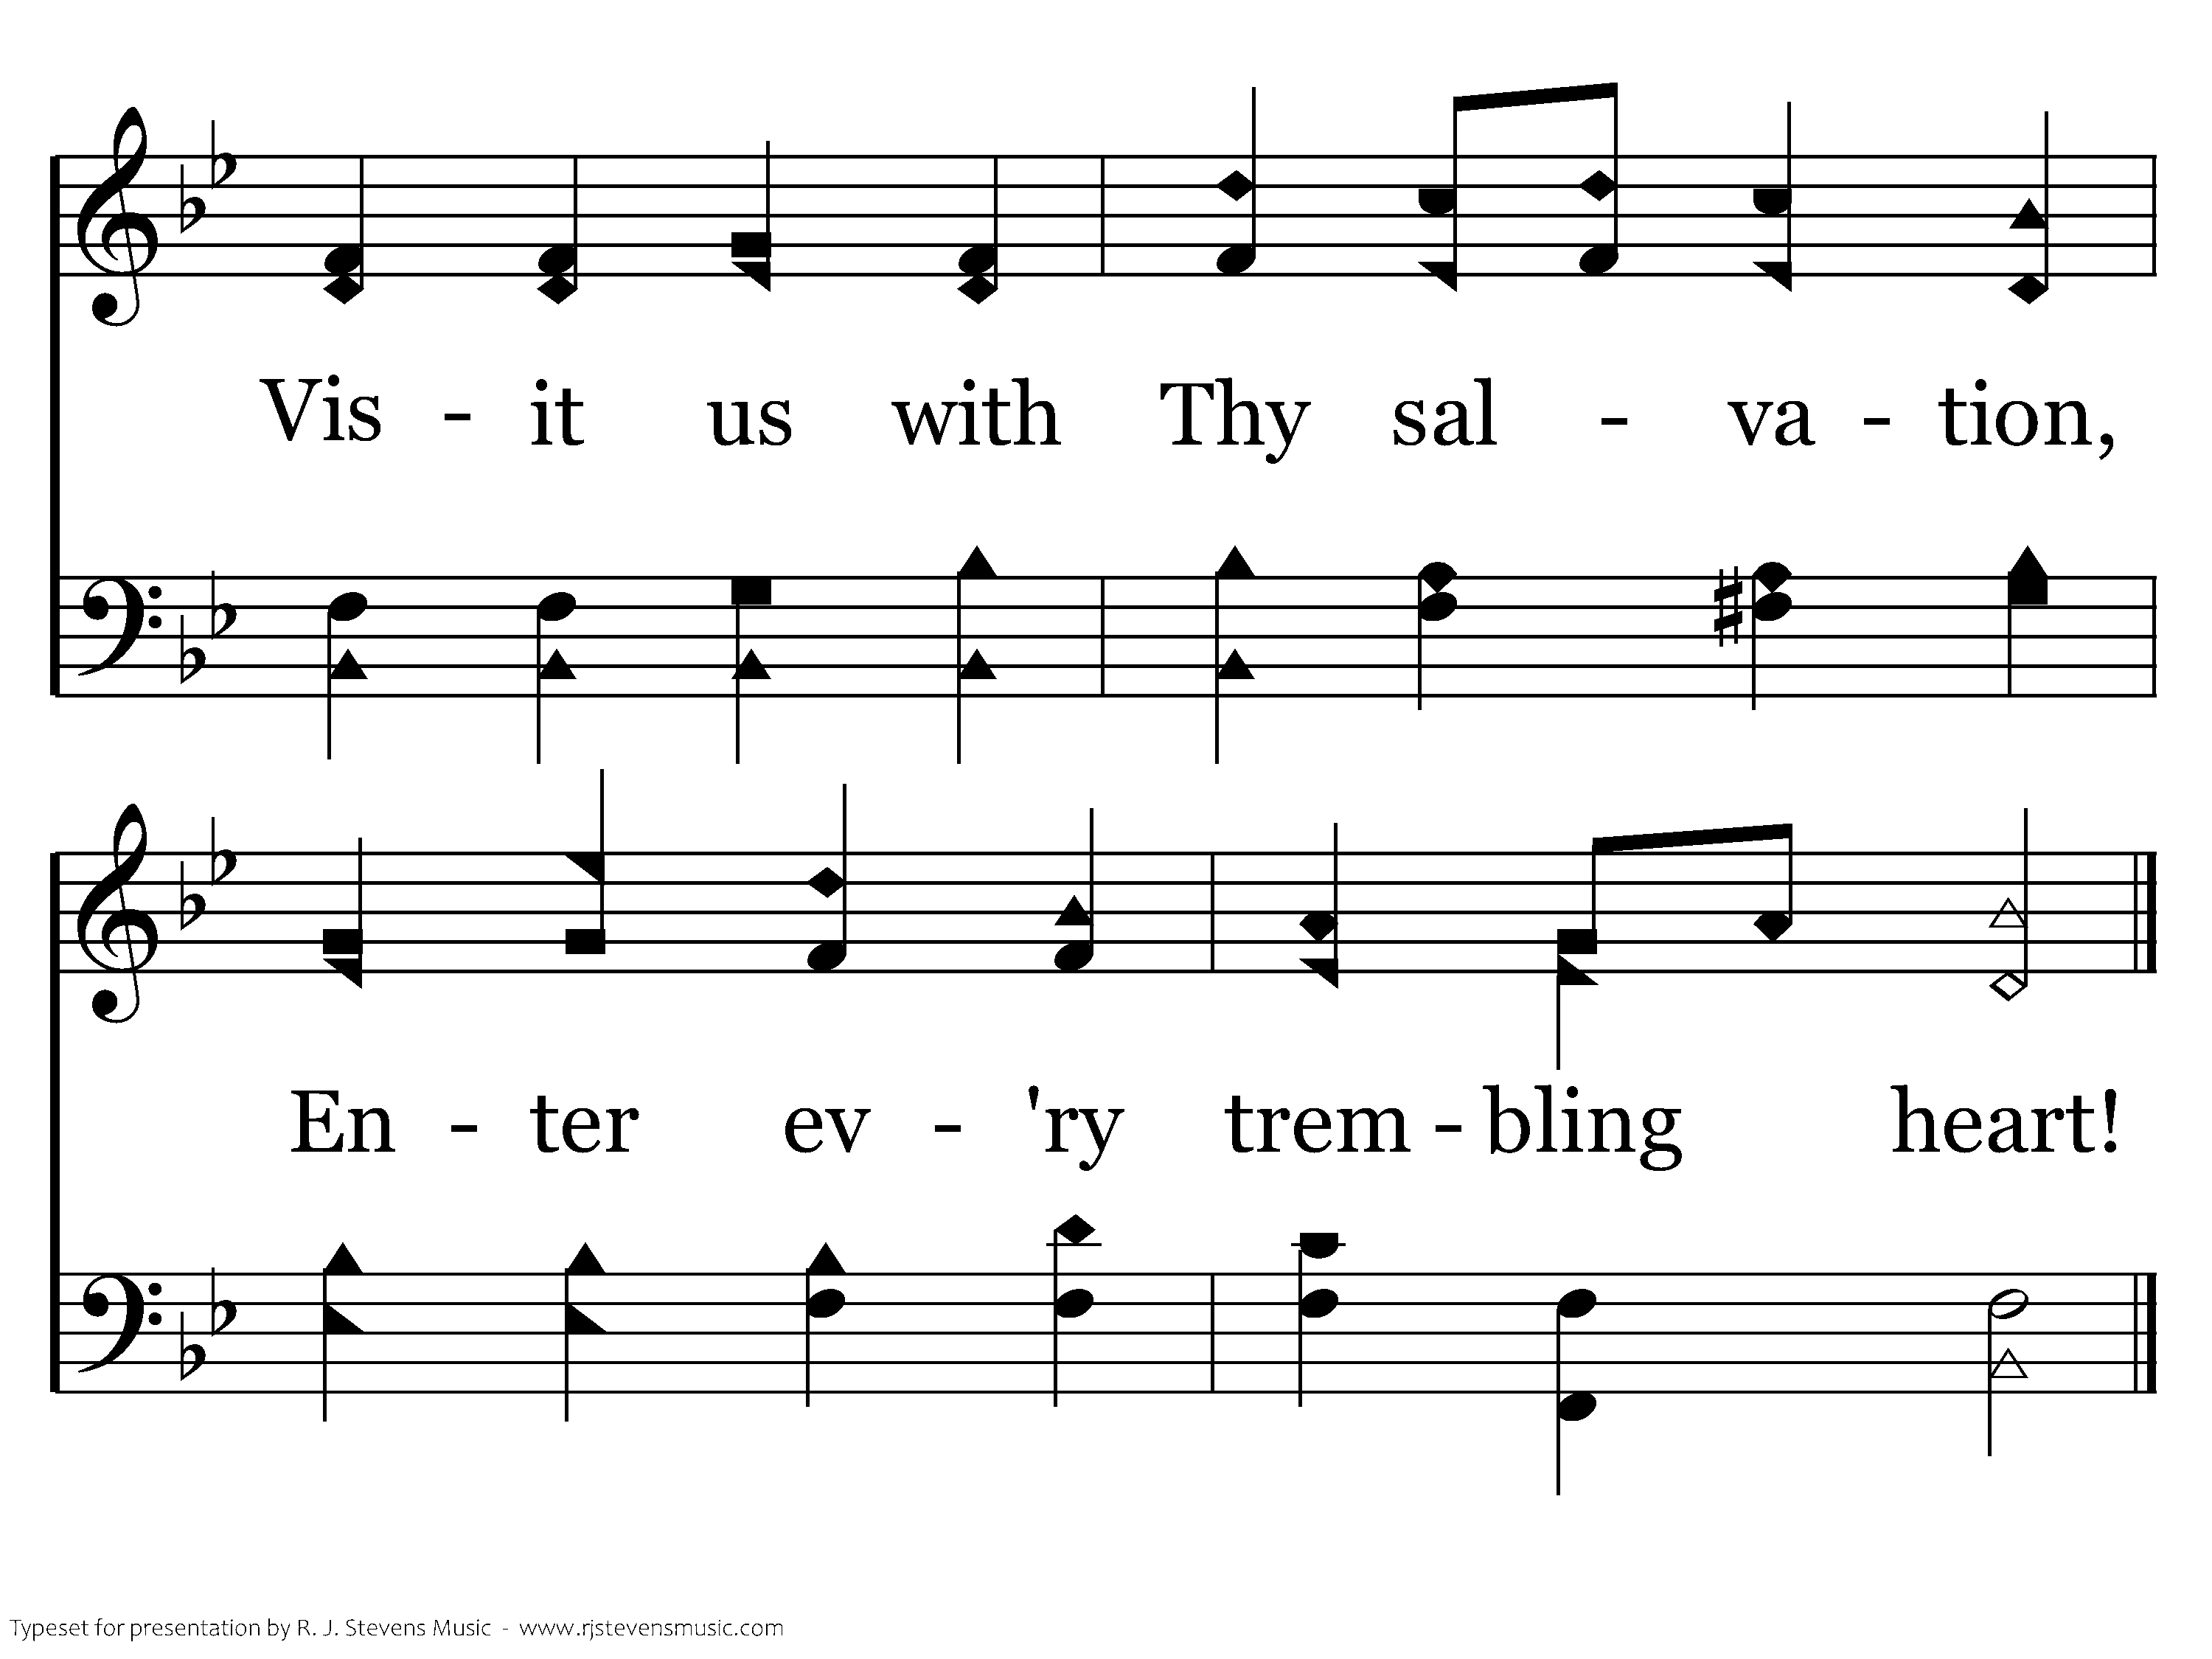 Vis - it us with Thy sal - va - tion,
En - ter ev - 'ry trem - bling heart!
Typeset for presentation by R. J. Stevens Music - www.rjstevensmusic.com